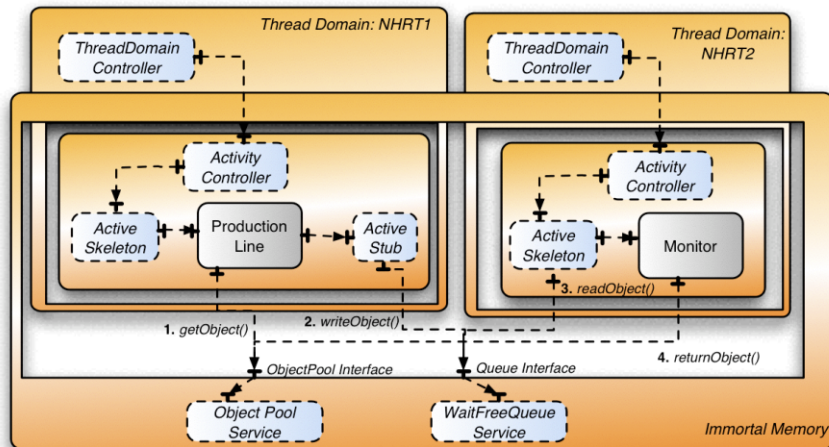 Thread Domain: NHRT1
ThreadDomain
Controller
Thread Domain:
NHRT2
ThreadDomain
Controller
Activity
Controller
Active
Skeleton
Production
Line
Active
Stub
Activity
Controller
Active
Skeleton
Monitor
1. getObject()
2. writeObject()
3. readObject()
4. returnObject()
ObjectPool Interface
Queue Interface
Object Pool
Service
WaitFreeQueue
Service
Immortal Memory